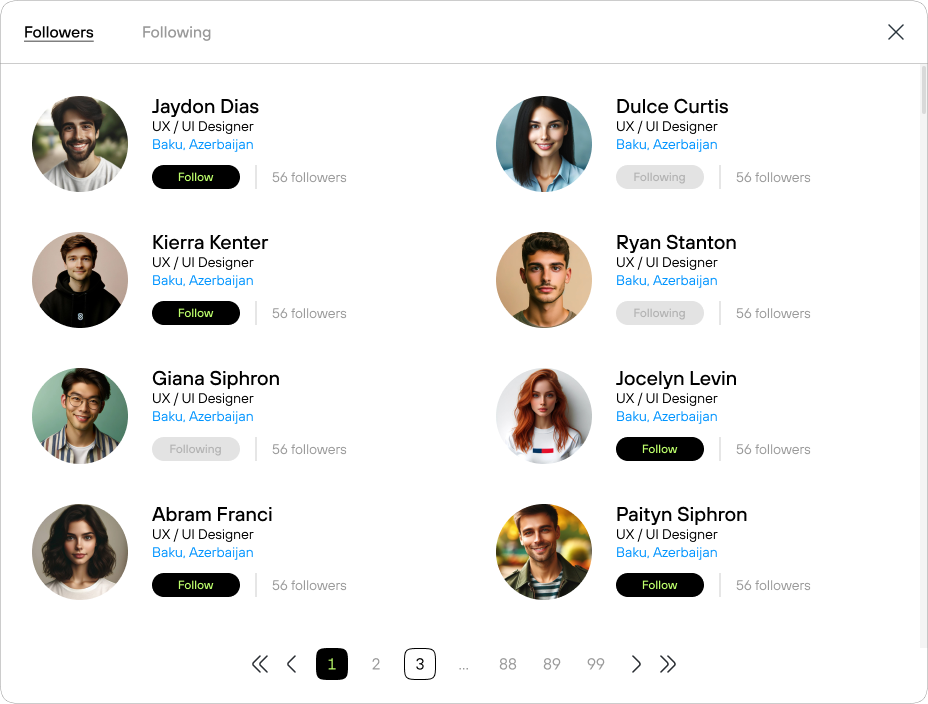 Followers Following
Jaydon Dias
UX / UI Designer
Baku, Azerbaijan
Follow 56 followers
Dulce Curtis
UX / UI Designer
Baku, Azerbaijan
Following 56 followers
Kierra Kenter
UX / UI Designer
Baku, Azerbaijan
Follow 56 followers
Ryan Stanton
UX / UI Designer
Baku, Azerbaijan
Following 56 followers
Giana Siphron
UX / UI Designer
Baku, Azerbaijan
Following 56 followers
Jocelyn Levin
UX / UI Designer
Baku, Azerbaijan
Follow 56 followers
Abram Franci
UX / UI Designer
Baku, Azerbaijan
Follow 56 followers
Paityn Siphron
UX / UI Designer
Baku, Azerbaijan
Follow 56 followers
1 2 3 ... 88 89 99